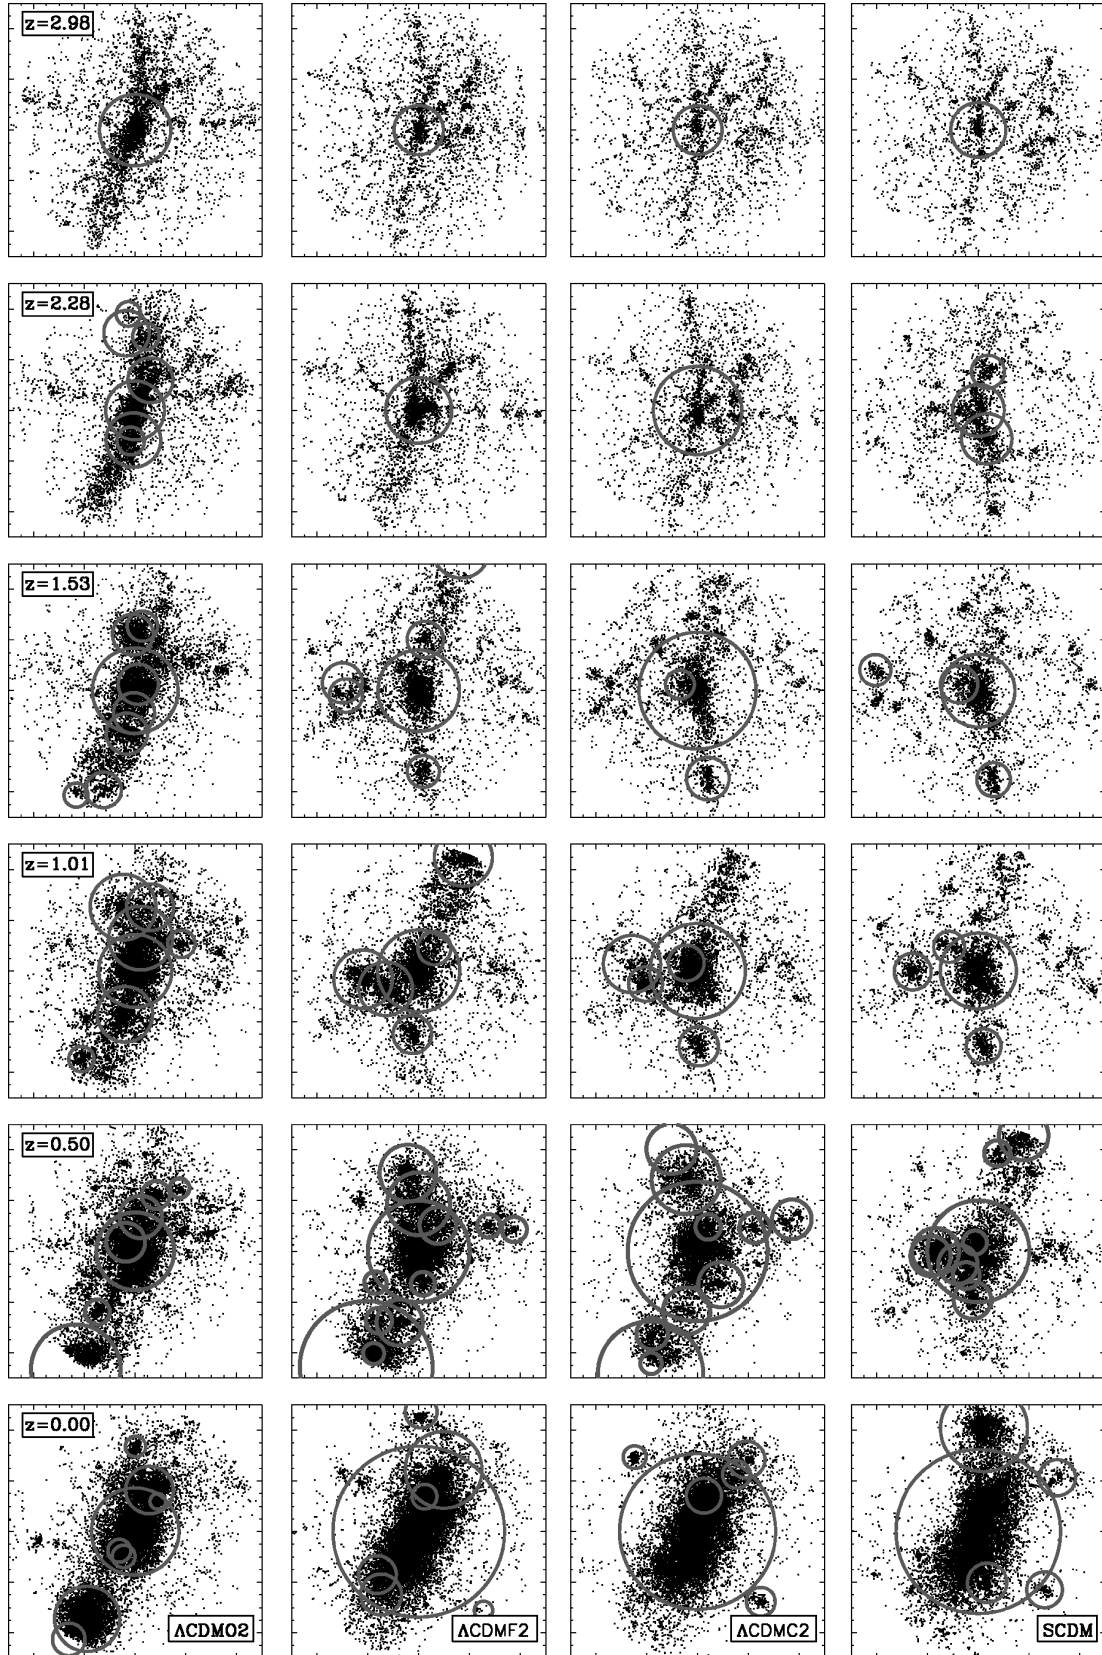 z=2.98
z=2.28
z=1.53
z=1.01
z=0.50
z=0.00
ΛCDMO2
ΛCDMF2
ΛCDMC2
SCDM